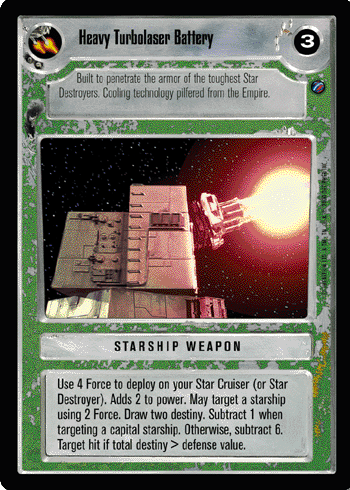 Heavy Turbolaser Battery
3
Built to penetrate the armor of the toughest Star
Destroyers. Cooling technology pilfered from the Empire.
STARSHIP WEAPON
Use 4 Force to deploy on your Star Cruiser (or Star
Destroyer). Adds 2 to power. May target a starship
using 2 Force. Draw two destiny. Subtract 1 when
targeting a capital starship. Otherwise, subtract 6.
Target hit if total destiny > defense value.